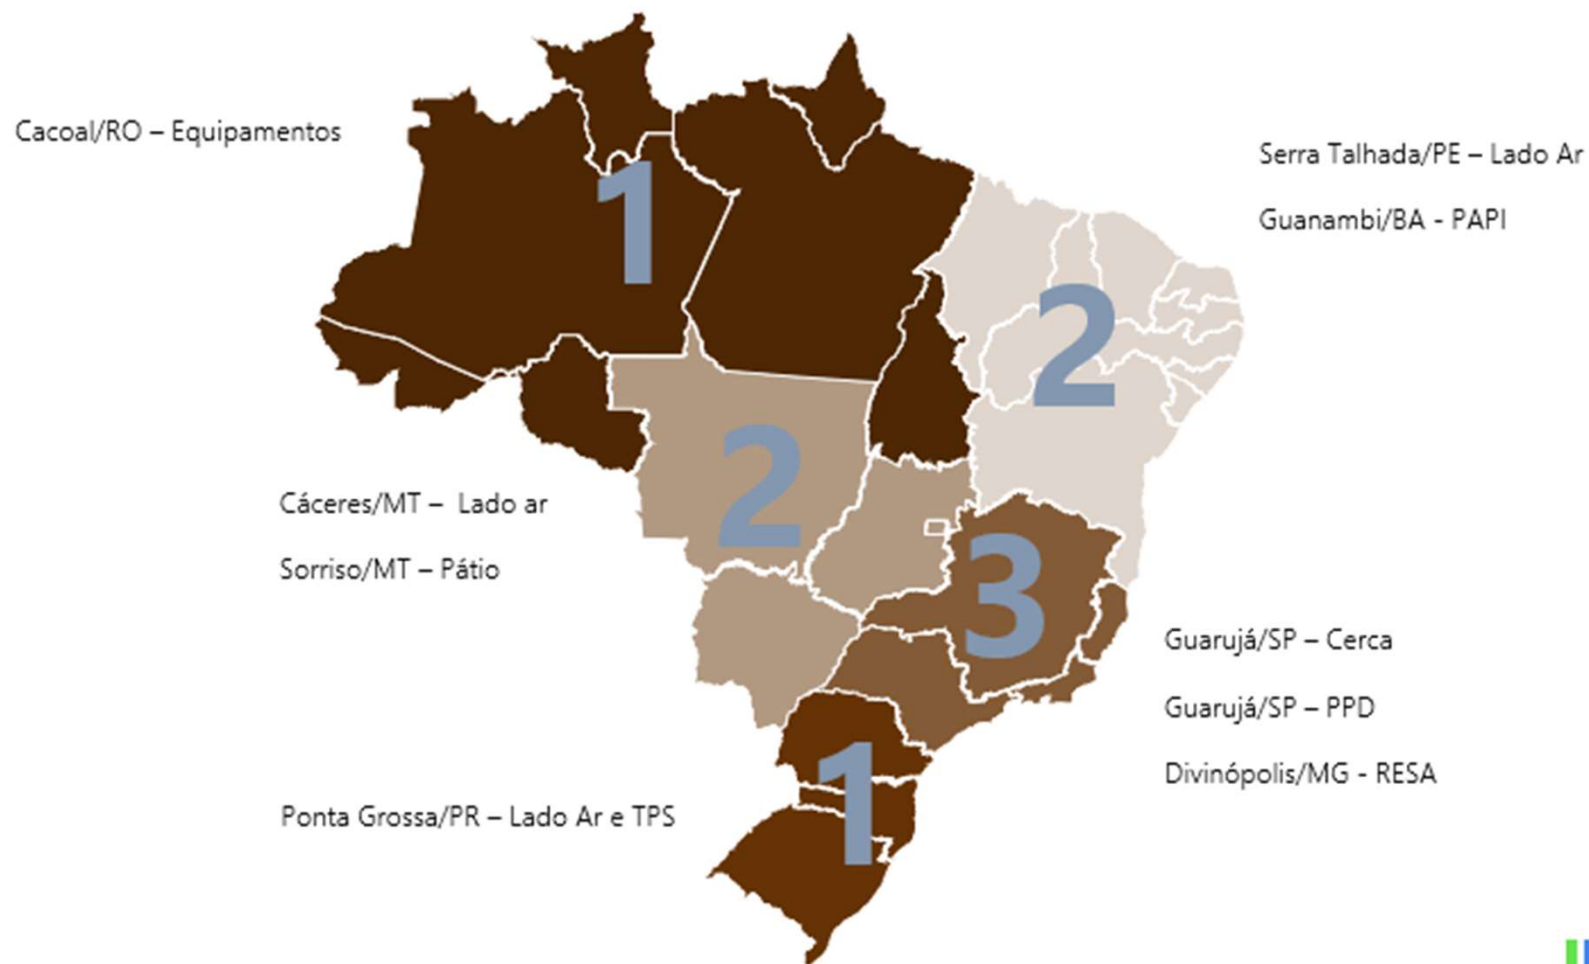 Cacoal/RO – Equipamentos
1
Serra Talhada/PE – Lado Ar
Guanambi/BA - PAPI
2
Cáceres/MT – Lado ar
Sorriso/MT – Pátio
2
3
Guarujá/SP – Cerca
Guarujá/SP – PPD
Divinópolis/MG - RESA
Ponta Grossa/PR – Lado Ar e TPS
1